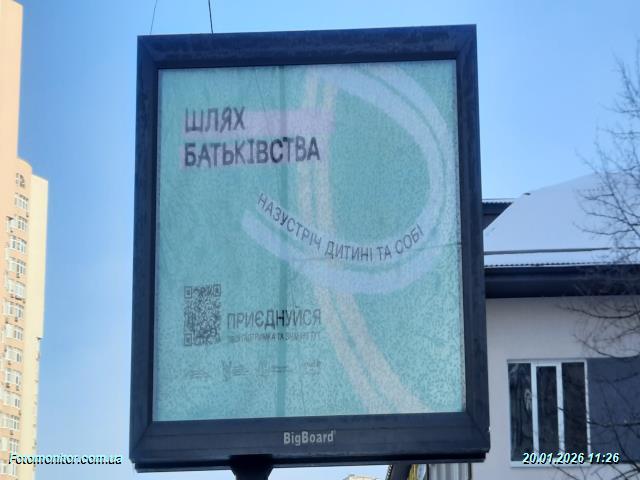 ШЛЯХ
БАТЬКІВСТВА
НАЗУСТРІЧ ДИТИНІ ТА СОБІ
ПРИЄДНУЙСЯ
BigBoard
Fotomonitor.com.ua
20.01.2026 11:26